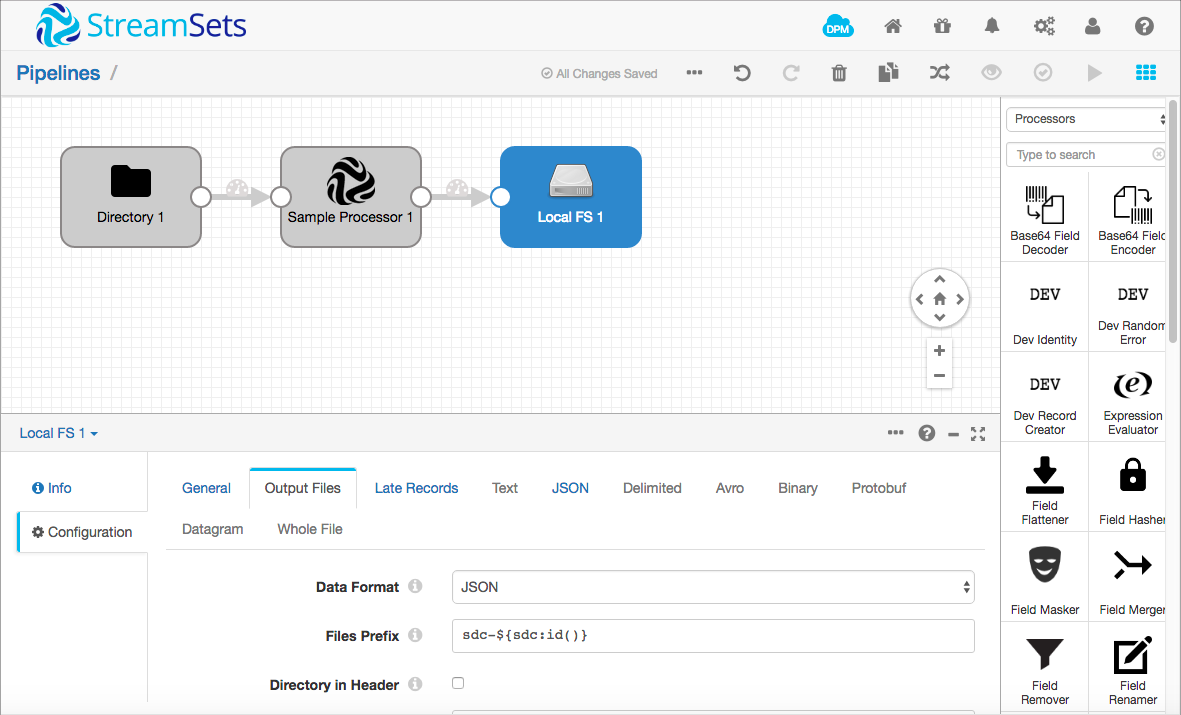 StreamSets
DPM
Pipelines /
All Changes Saved
Directory 1
Sample Processor 1
Local FS 1
Processors
Type to search
Base64 Field
Decoder
Base64 Field
Encoder
DEV
Dev Identity
DEV
Dev Random
Error
DEV
Dev Record
Creator
Expression
Evaluator
Field
Flattener
Field Hasher
Field Masker
Field Merger
Field
Remover
Field
Renamer
Local FS 1
Info
Configuration
General
Output Files
Late Records
Text
JSON
Delimited
Avro
Binary
Protobuf
Datagram
Whole File
Data Format
JSON
Files Prefix
sdc-${sdc:id()}
Directory in Header